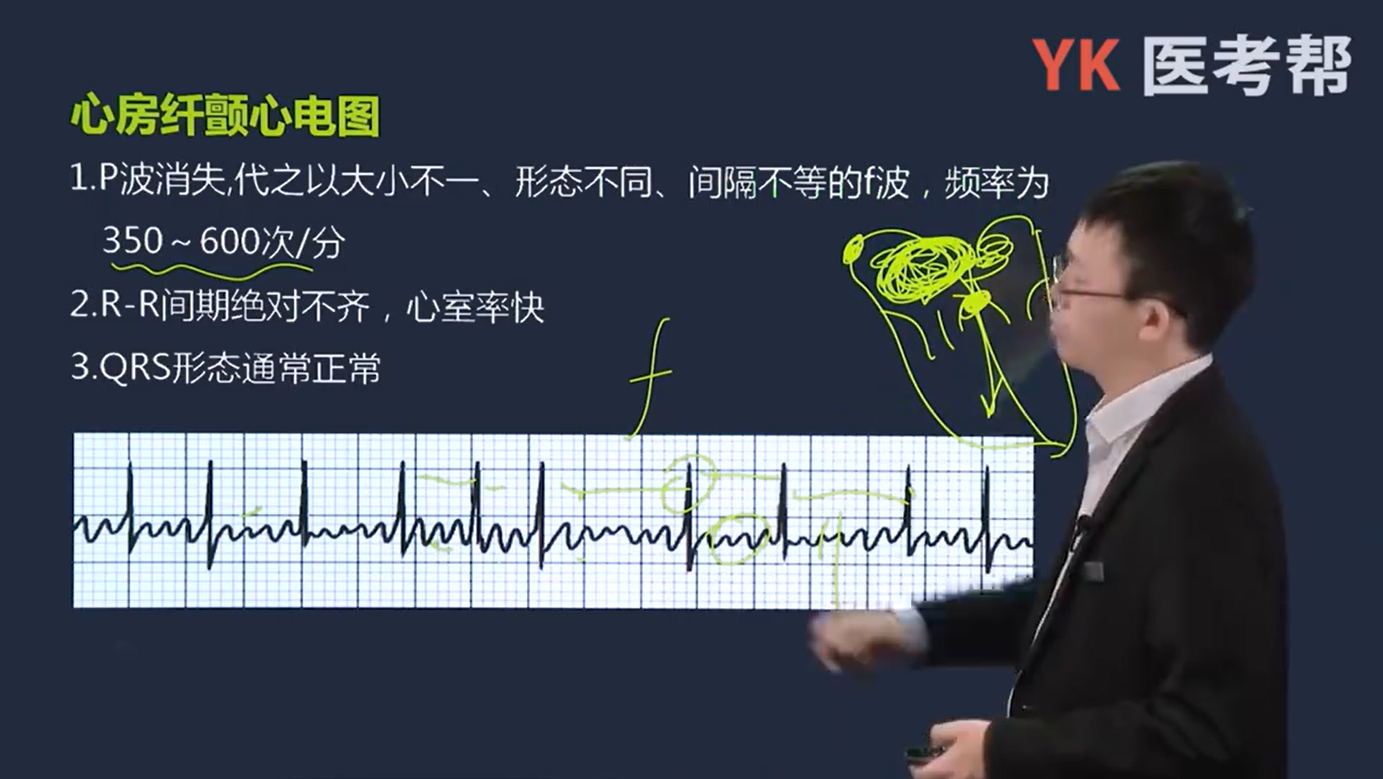 YK 医考帮
心房纤颤心电图
1.P波消失,代之以大小不一、形态不同、间隔不等的f波，频率为
350～600次/分
2.R-R间期绝对不齐，心室率快
3.QRS形态通常正常
f